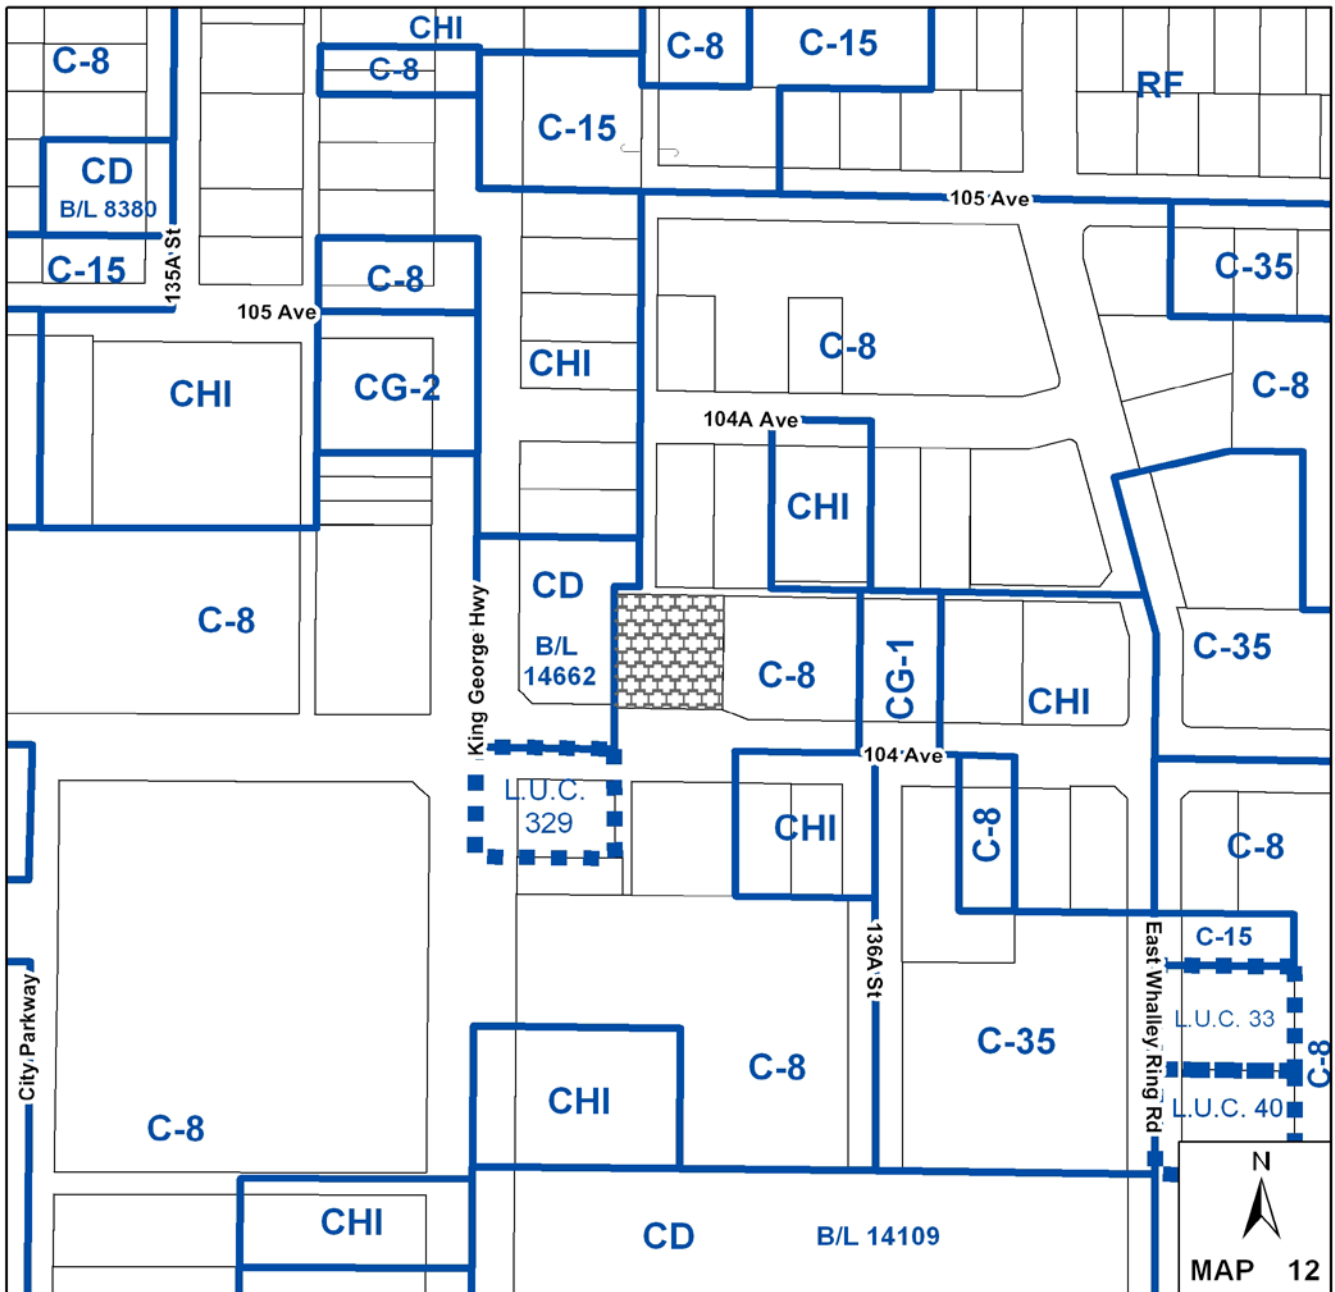 CHI
C-8
C-15
C-8
C-8
RF
C-15
CD
B/L 8380
105 Ave
135A St
C-15
C-8
C-35
105 Ave
C-8
CHI
C-8
CHI
CG-2
104A Ave
CHI
CD
C-8
King George Hwy
B/L
14662
C-8
CG-1
C-35
CHI
104 Ave
L.U.C.
329
CHI
C-8
C-8
136A St
East Whalley Ring Rd
C-15
City Parkway
L.U.C. 33
C-35
C-8
C-8
CHI
L.U.C. 40
C-8
N
CHI
CD
B/L 14109
MAP 12